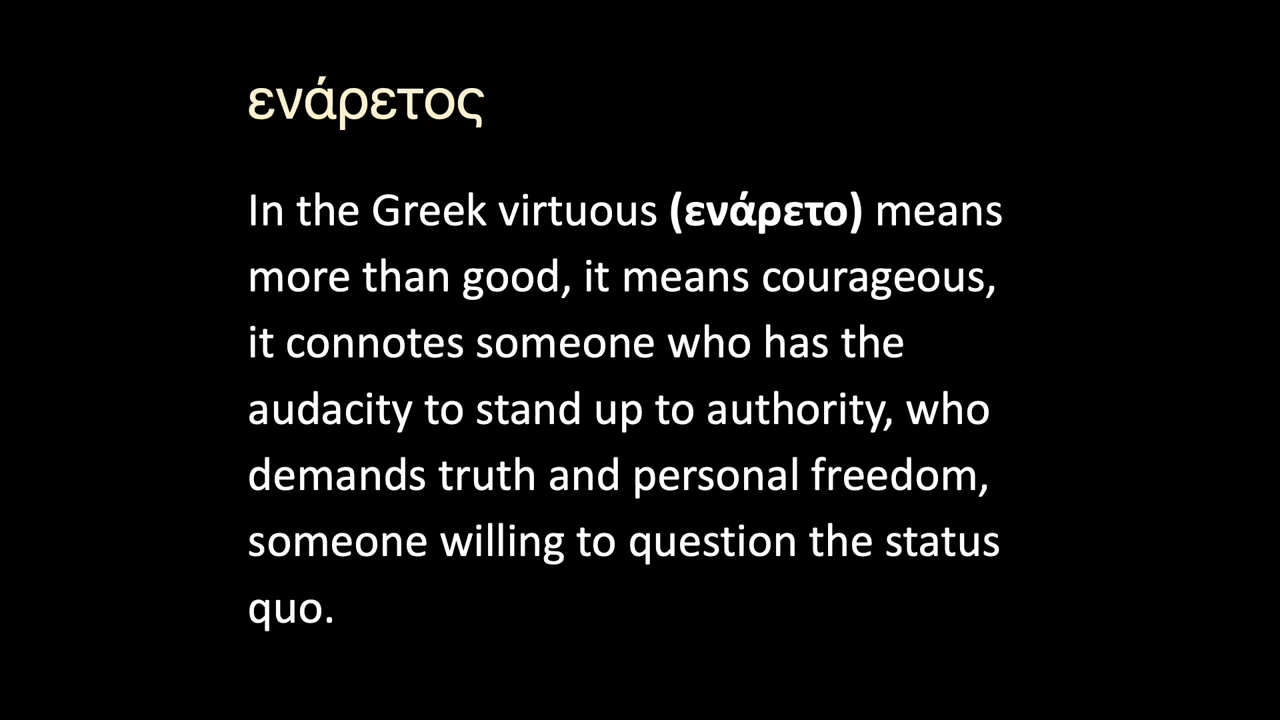 ενάρετος
In the Greek virtuous (ενάρετο) means
more than good, it means courageous,
it connotes someone who has the
audacity to stand up to authority, who
demands truth and personal freedom,
someone willing to question the status
quo.